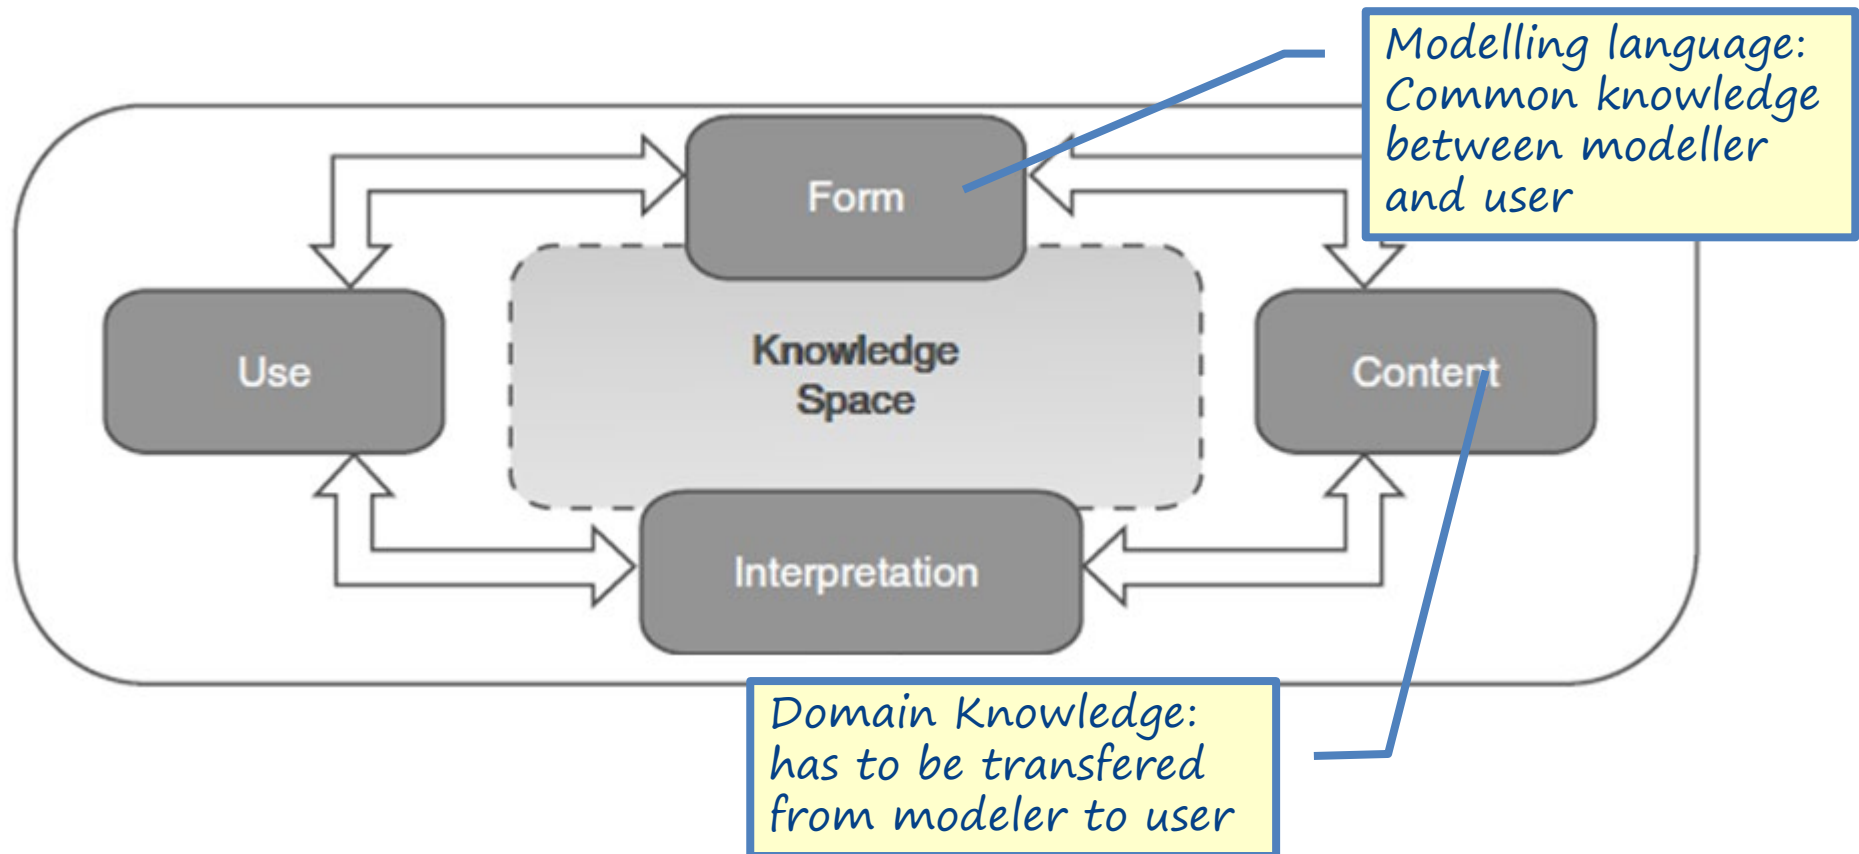 Modelling language:
Common knowledge
between modeller
and user
Form
Use
Knowledge
Space
Content
Interpretation
Domain Knowledge:
has to be transfered
from modeler to user